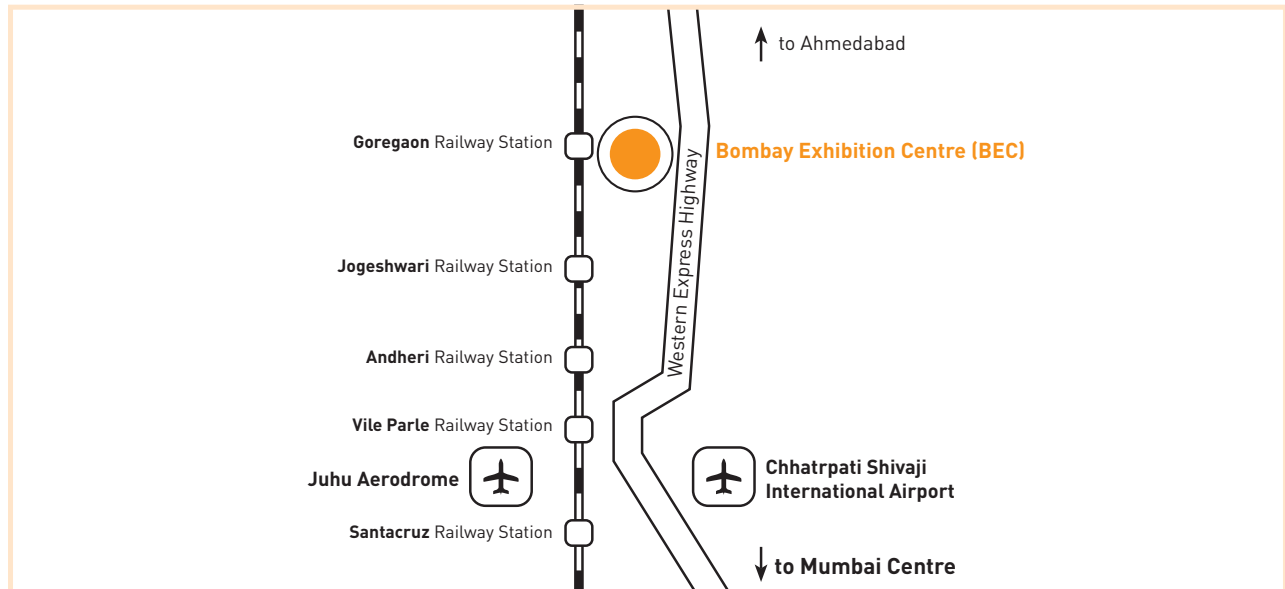 to Ahmedabad
Goregaon Railway Station
Bombay Exhibition Centre (BEC)
Western Express Highway
Jogeshwari Railway Station
Andheri Railway Station
Vile Parle Railway Station
Juhu Aerodrome
Chhatrpati Shivaji
International Airport
Santacruz Railway Station
to Mumbai Centre